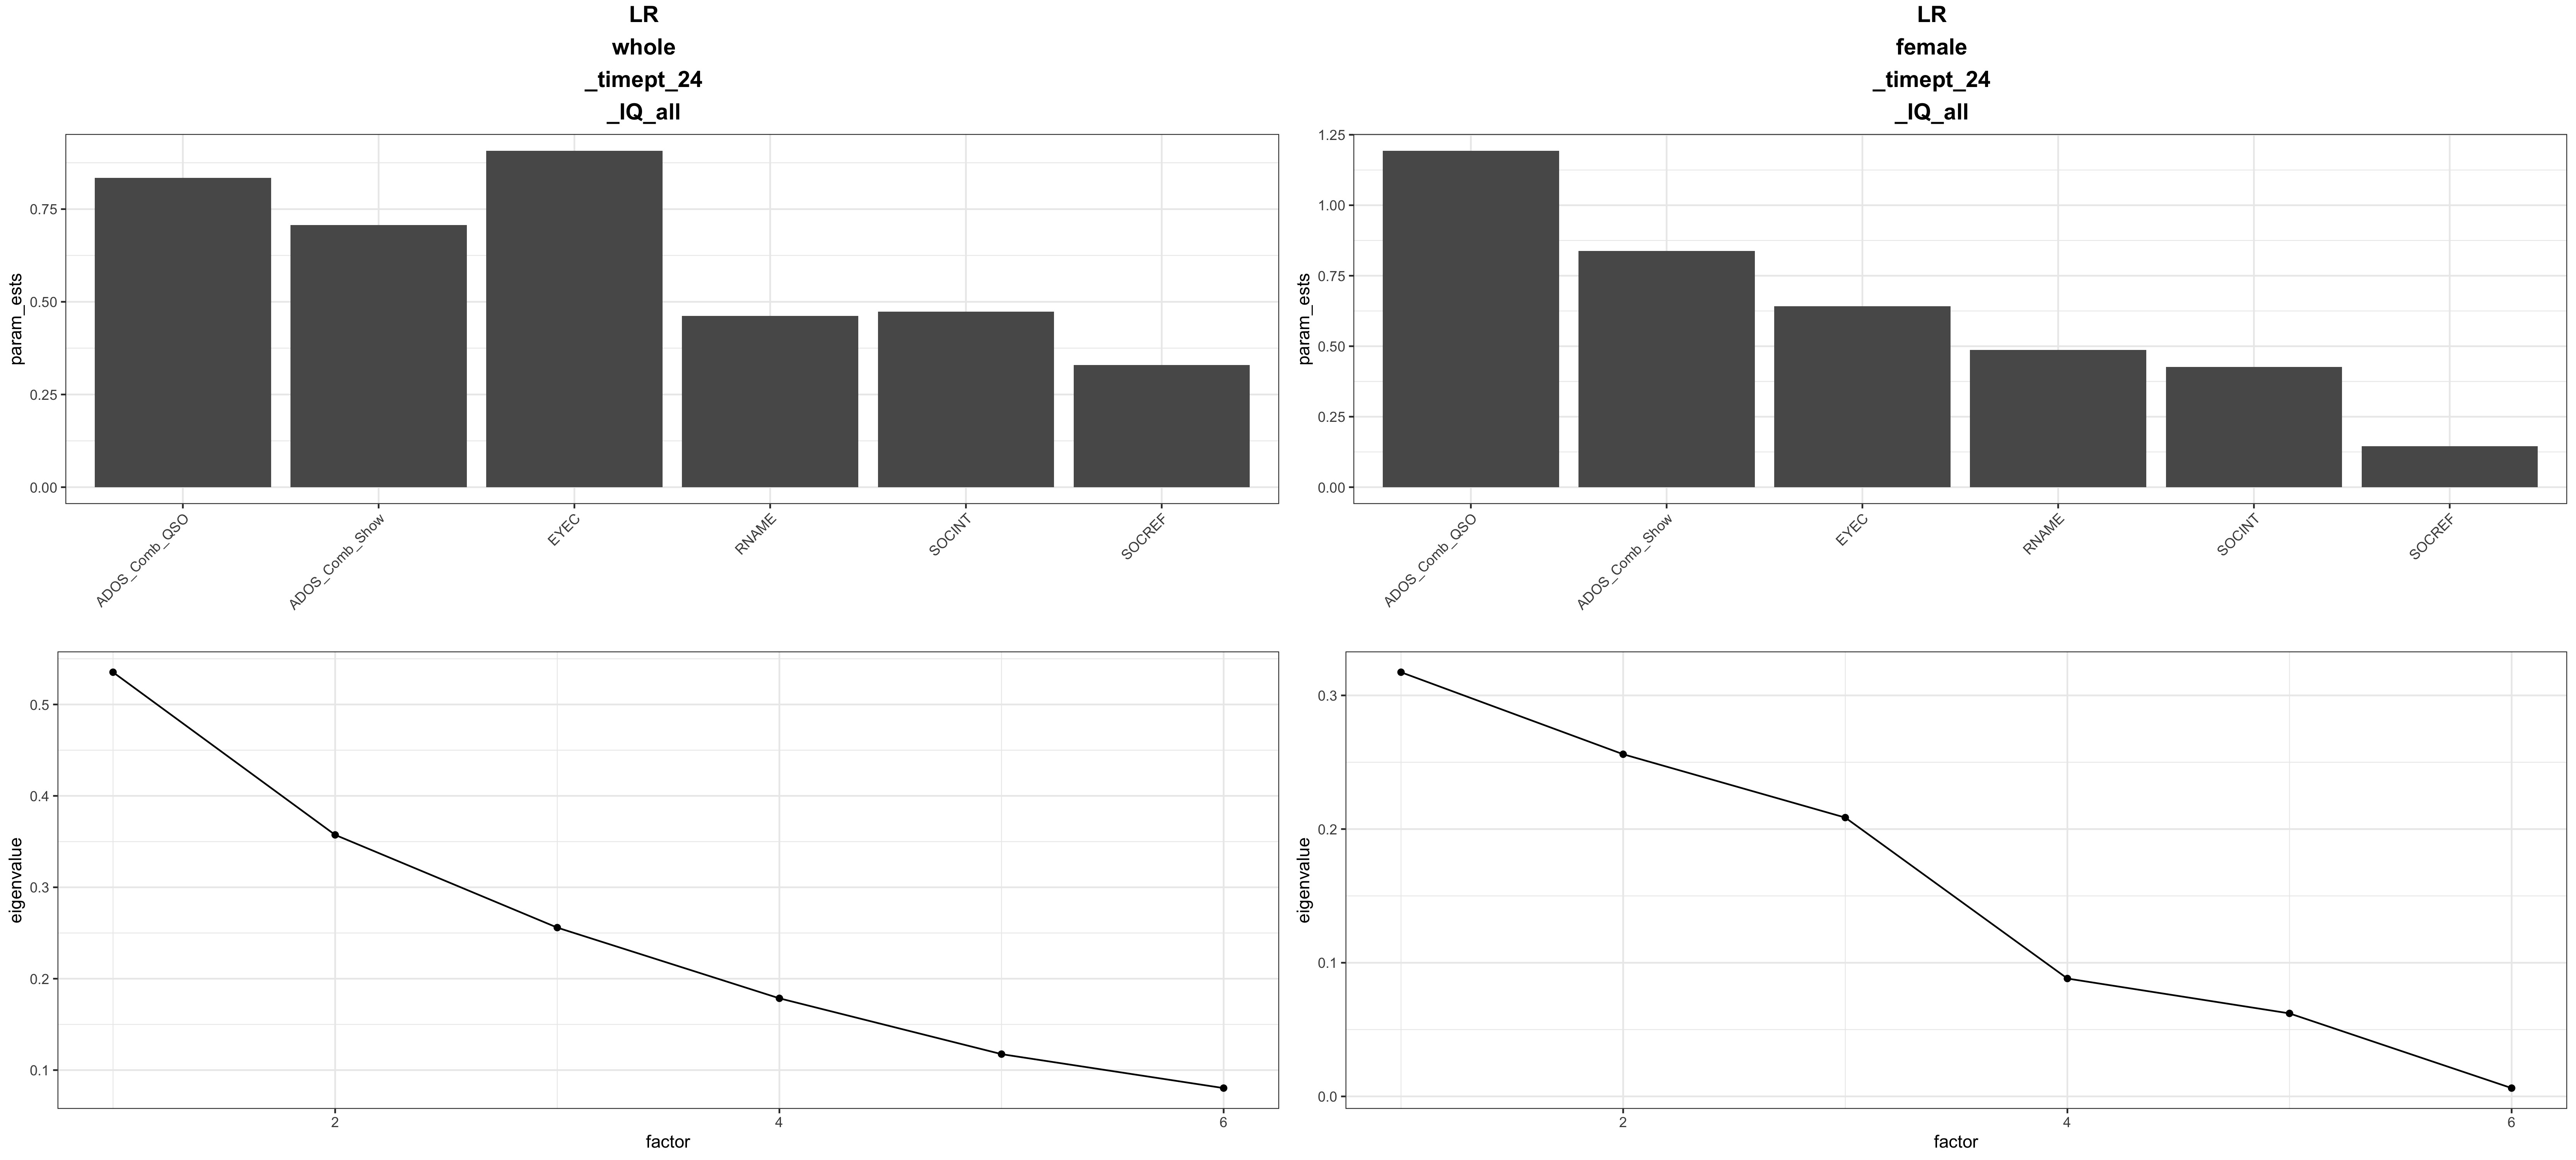 LR
whole
_timept_24
_IQ_all
param_ests
0.75
0.50
0.25
0.00
ADOS_Comb_QSO
ADOS_Comb_Show
EYEC
RNAME
SOCINT
SOCREF
LR
female
_timept_24
_IQ_all
param_ests
1.25
1.00
0.75
0.50
0.25
0.00
ADOS_Comb_QSO
ADOS_Comb_Show
EYEC
RNAME
SOCINT
SOCREF
eigenvalue
0.5
0.4
0.3
0.2
0.1
2
4
6
factor
eigenvalue
0.3
0.2
0.1
0.0
2
4
6
factor